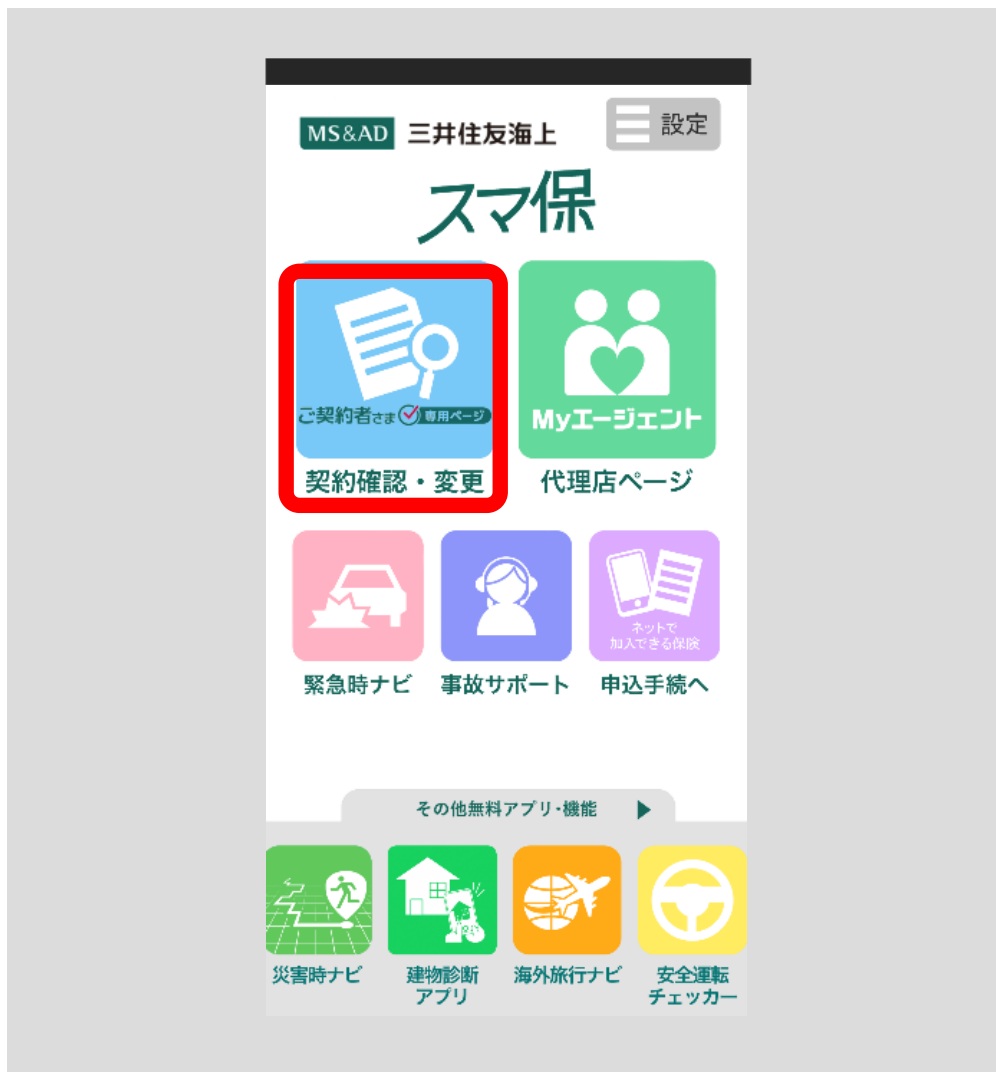 MS&AD 三井住友海上
設定
スマ保
ご契約者さま 専用ページ
Myエージェント
契約確認・変更
代理店ページ
ネットで
加入できる保険
緊急時ナビ
事故サポート
申込手続へ
その他無料アプリ・機能
災害時ナビ
建物診断
アプリ
海外旅行ナビ
安全運転
チェッカー